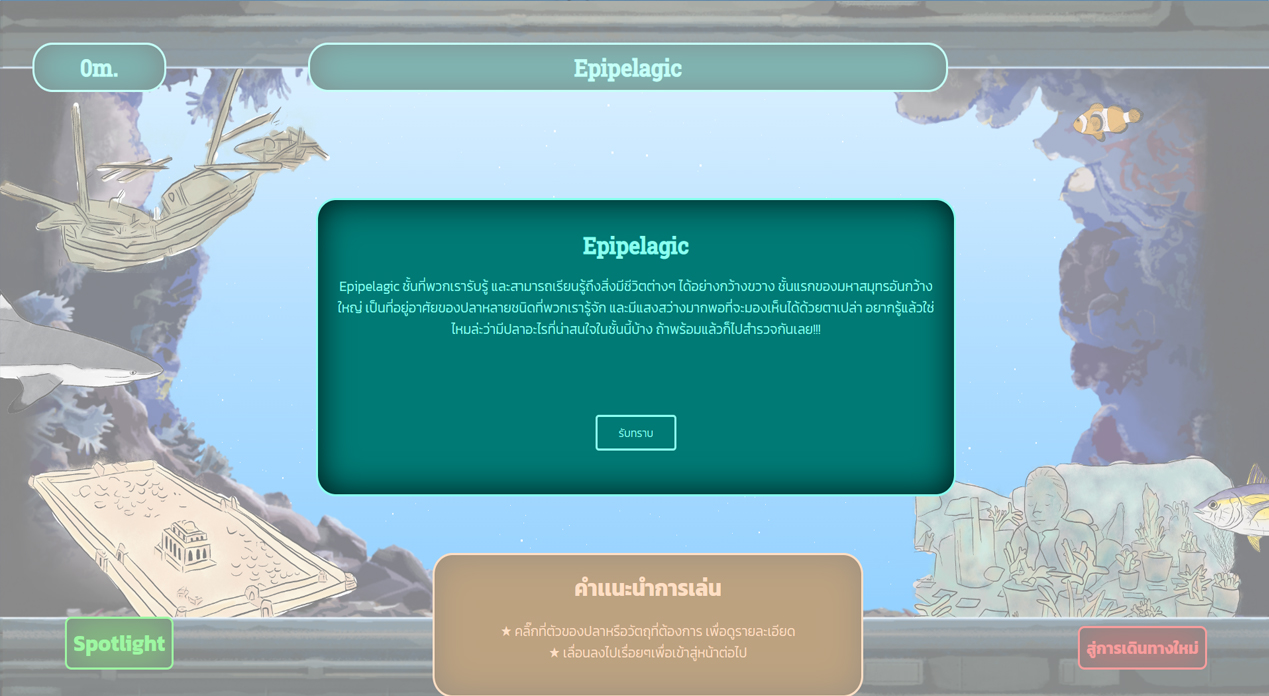 0m.
Epipelagic
Epipelagic
Epipelagic ชั้นที่พวกเรารับรู้ และสามารถเรียนรู้ถึงสิ่งมีชีวิตต่างๆ ได้อย่างกว้างขวาง ชั้นแรกของมหาสมุทรอันกว้าง
ใหญ่ เป็นที่อยู่อาศัยของปลาหลายชนิดที่พวกเรารู้จัก และมีแสงสว่างมากพอที่จะมองเห็นได้ด้วยตาเปล่า อยากรู้แล้วใช่
ไหมล่ะว่ามีปลาอะไรที่น่าสนใจในชั้นนี้บ้าง ถ้าพร้อมแล้วก็ไปสำรวจกันเลย!!!
รับทราบ
คำแนะนำการเล่น
★ คลิ๊กที่ตัวของปลาหรือวัตถุที่ต้องการ เพื่อดูรายละเอียด
★ เลื่อนลงไปเรื่อยๆเพื่อเข้าสู่หน้าต่อไป
Spotlight
สู่การเดินทางใหม่